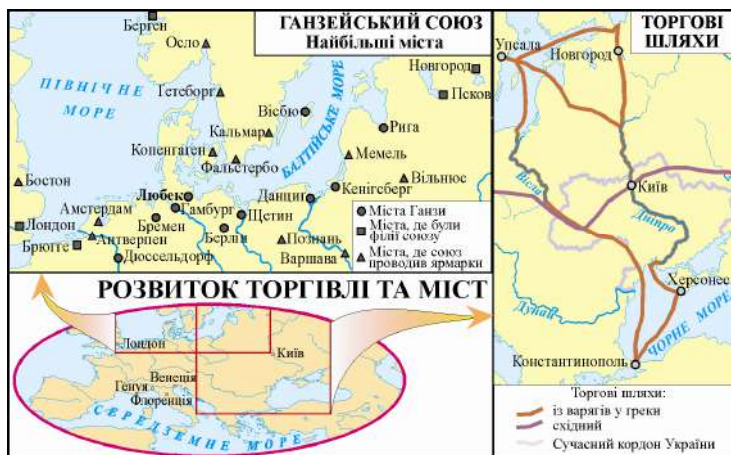 ГАНЗЕЙСЬКИЙ СОЮЗ
Найбільші міста
Берген
Осло
Новгород
Псков
ПІВНІЧНЕ
МОРЕ
Гетеборг
Вісбю
БАЛТІЙСЬКЕ МОРЕ
Рига
Кальмар
Копенгаген
Фальстербо
Мемель
Вільнюс
Бостон
Любек
Данциг
Кенігсберг
Амстердам
Гамбург
Щетин
Лондон
Бремен
Берлін
Познань
Брюгге
Антверпен
Дюссельдорф
Варшава
Міста Ганзи
Міста, де були
філії союзу
Міста, де союз
проводив ярмарки
РОЗВИТОК ТОРГІВЛІ ТА МІСТ
Лондон
Київ
Венеція
Генуя
Флоренція
СЕРЕДЗЕМНЕ МОРЕ
ТОРГОВІ
ШЛЯХИ
Упсала
Новгород
Вісла
Київ
Дніпро
Дунай
Херсонес
ЧОРНЕ МОРЕ
Константинополь
Торгові шляхи:
із варягів у греки
східний
Сучасний кордон України